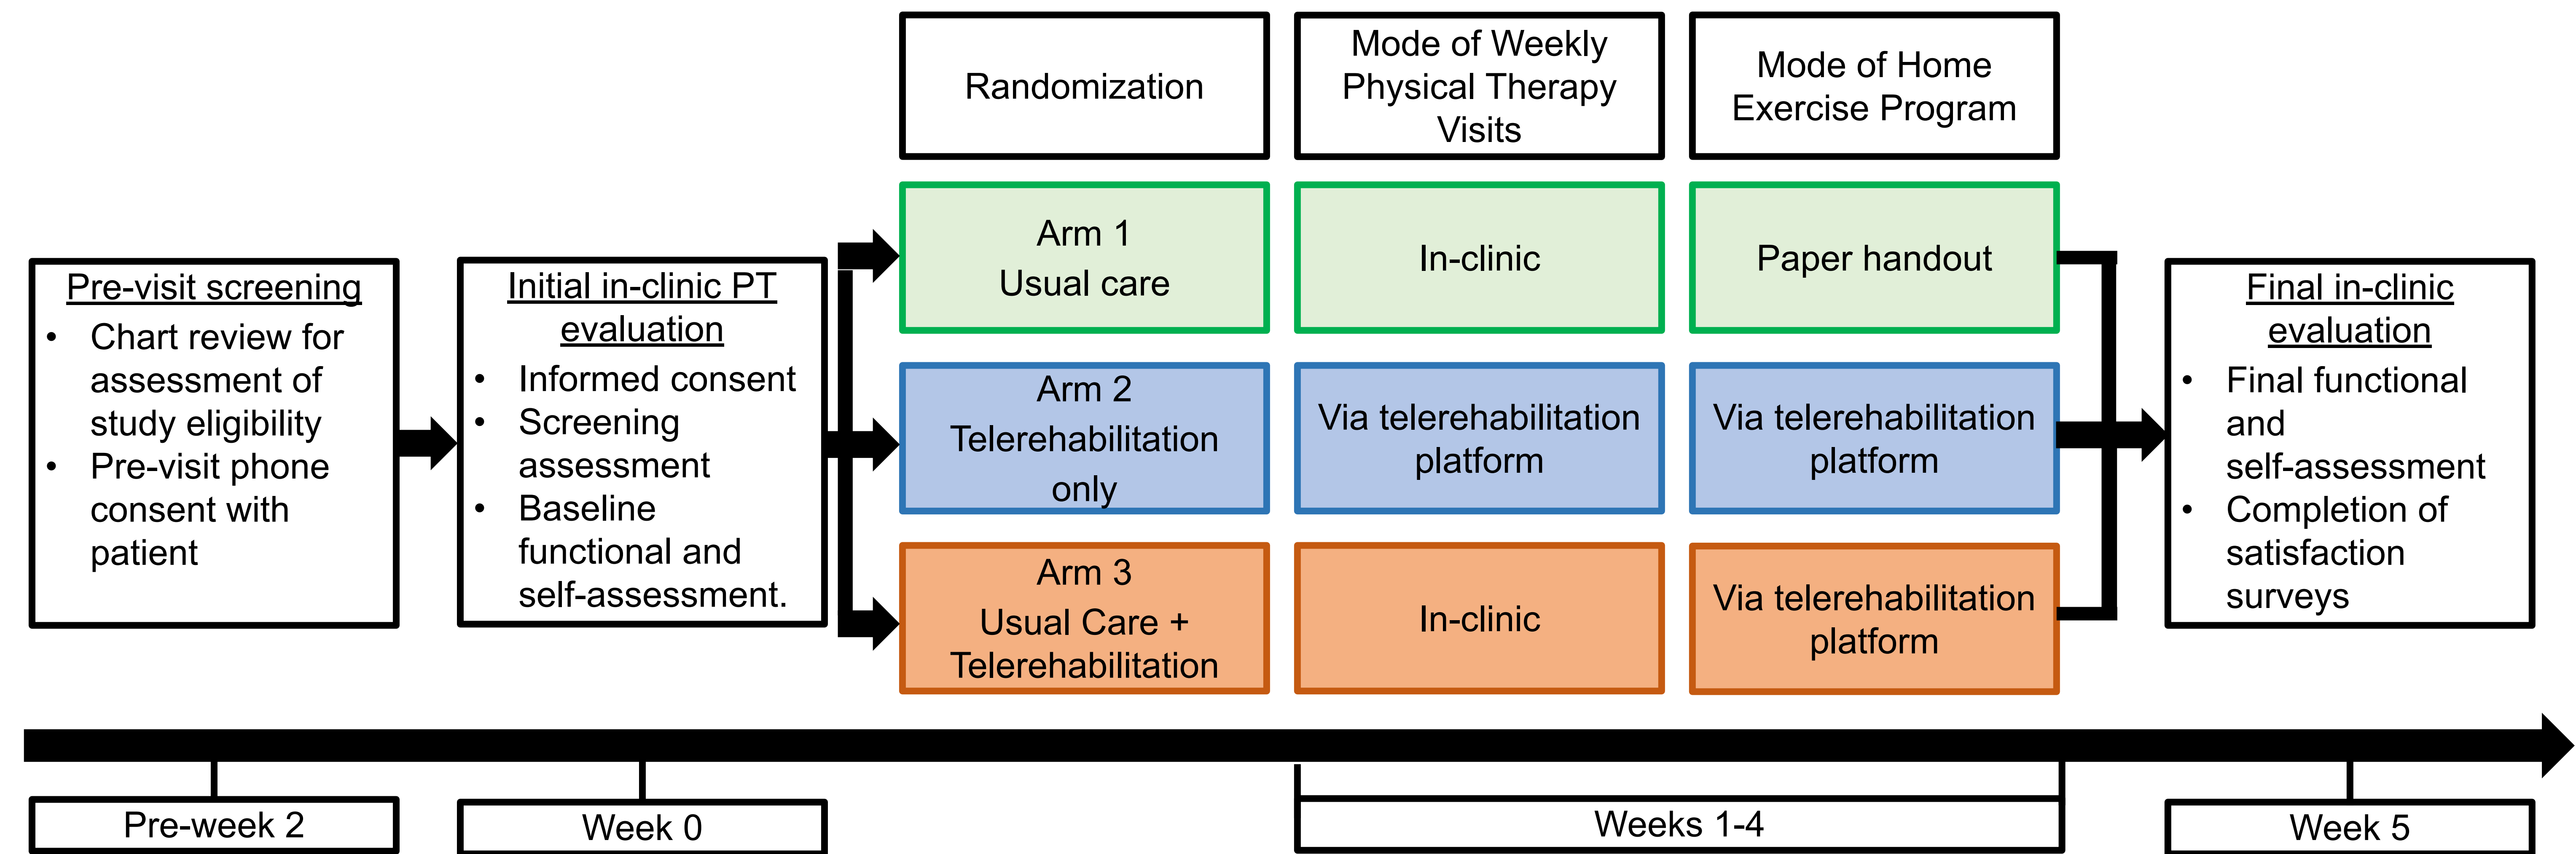 Pre-visit screening
• Chart review for
assessment of
study eligibility
• Pre-visit phone
consent with
patient
Initial in-clinic PT
evaluation
• Informed consent
• Screening
assessment
• Baseline
functional and
self-assessment.
Randomization
Mode of Weekly
Physical Therapy
Visits
Mode of Home
Exercise Program
Arm 1
Usual care
In-clinic
Paper handout
Arm 2
Telerehabilitation
only
Via telerehabilitation
platform
Via telerehabilitation
platform
Arm 3
Usual Care +
Telerehabilitation
In-clinic
Via telerehabilitation
platform
Final in-clinic
evaluation
• Final functional
and
self-assessment
• Completion of
satisfaction
surveys
Pre-week 2
Week 0
Weeks 1-4
Week 5